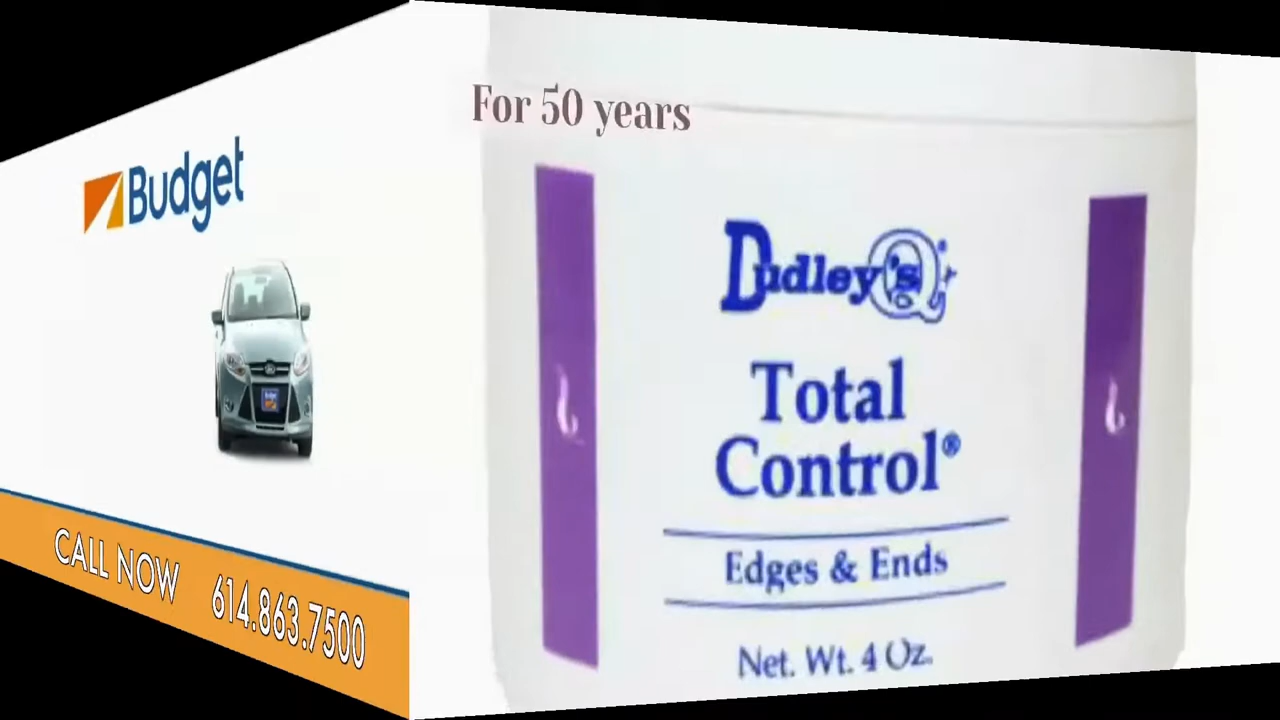 Budget
CALL NOW 614.863.7500
For 50 years
Dudley's Q
Total
Control®
Edges & Ends
Net. Wt. 4 Oz.